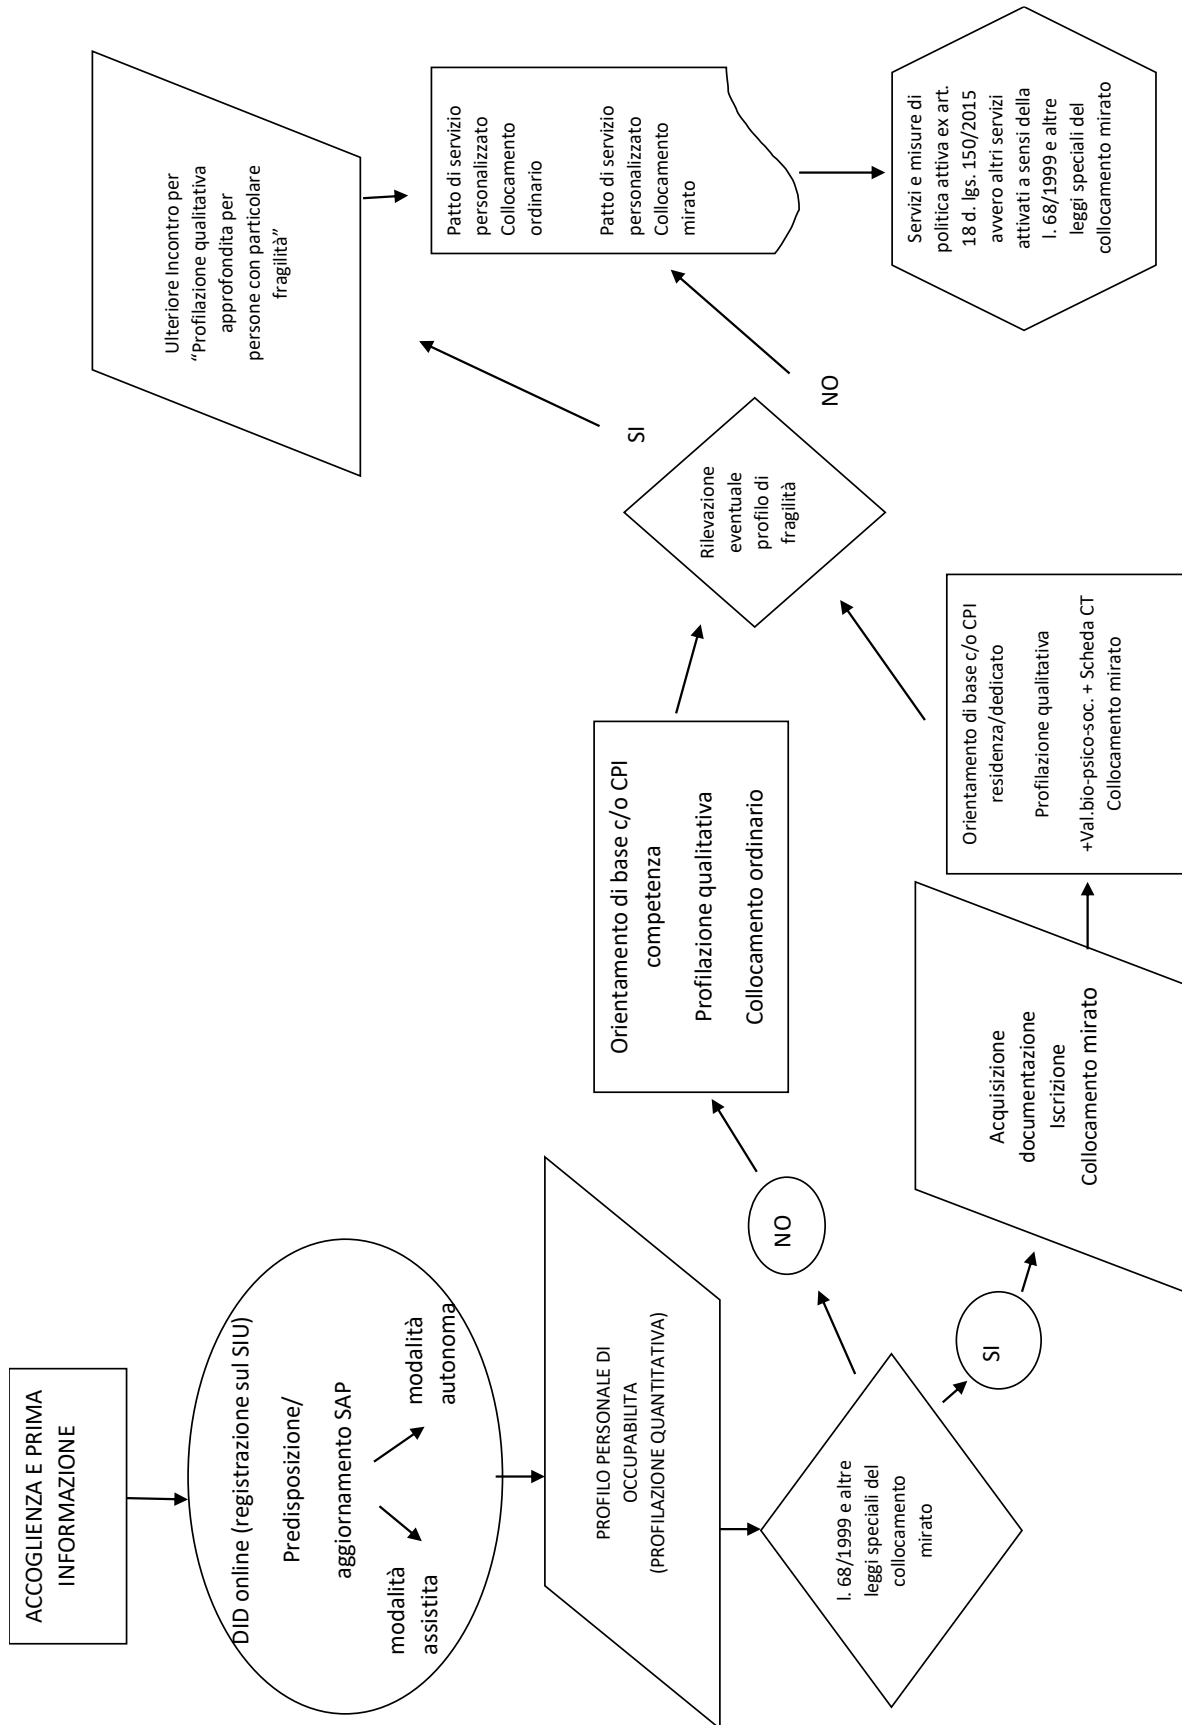 ACCOGLIENZA E PRIMA
INFORMAZIONE
DID online (registrazione sul SIU)
Predisposizione/
aggiornamento SAP
modalità
assistita
modalità
autonoma
PROFILO PERSONALE DI
OCCUPABILITA
(PROFILAZIONE QUANTITATIVA)
l. 68/1999 e altre
leggi speciali del
collocamento
mirato
NO
SI
Orientamento di base c/o CPI
competenza
Profilazione qualitativa
Collocamento ordinario
Acquisizione
documentazione
Iscrizione
Collocamento mirato
Orientamento di base c/o CPI
residenza/dedicato
Profilazione qualitativa
+Val.bio-psico-soc. + Scheda CT
Collocamento mirato
Rilevazione
eventuale
profilo di
fragilità
SI
NO
Ulteriore Incontro per
“Profilazione qualitativa
approfondita per
persone con particolare
fragilità”
Patto di servizio
personalizzato
Collocamento
ordinario
Patto di servizio
personalizzato
Collocamento
mirato
Servizi e misure di
politica attiva ex art.
18 d. lgs. 150/2015
avvero altri servizi
attivati a sensi della
l. 68/1999 e altre
leggi speciali del
collocamento mirato